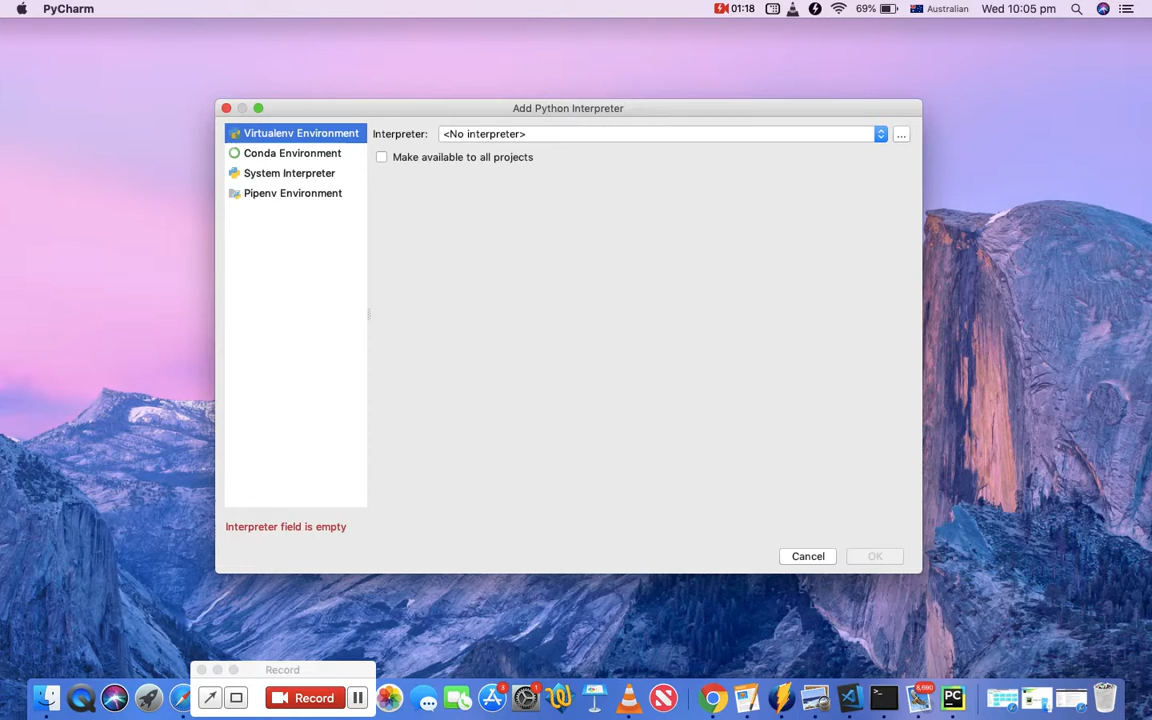 PyCharm 01:18 69% Australian Wed 10:05 pm
Add Python Interpreter
Virtualenv Environment
Interpreter: <No interpreter> ...
Conda Environment
Make available to all projects
System Interpreter
Pipenv Environment
Interpreter field is empty
Cancel OK
Record
Record
PC